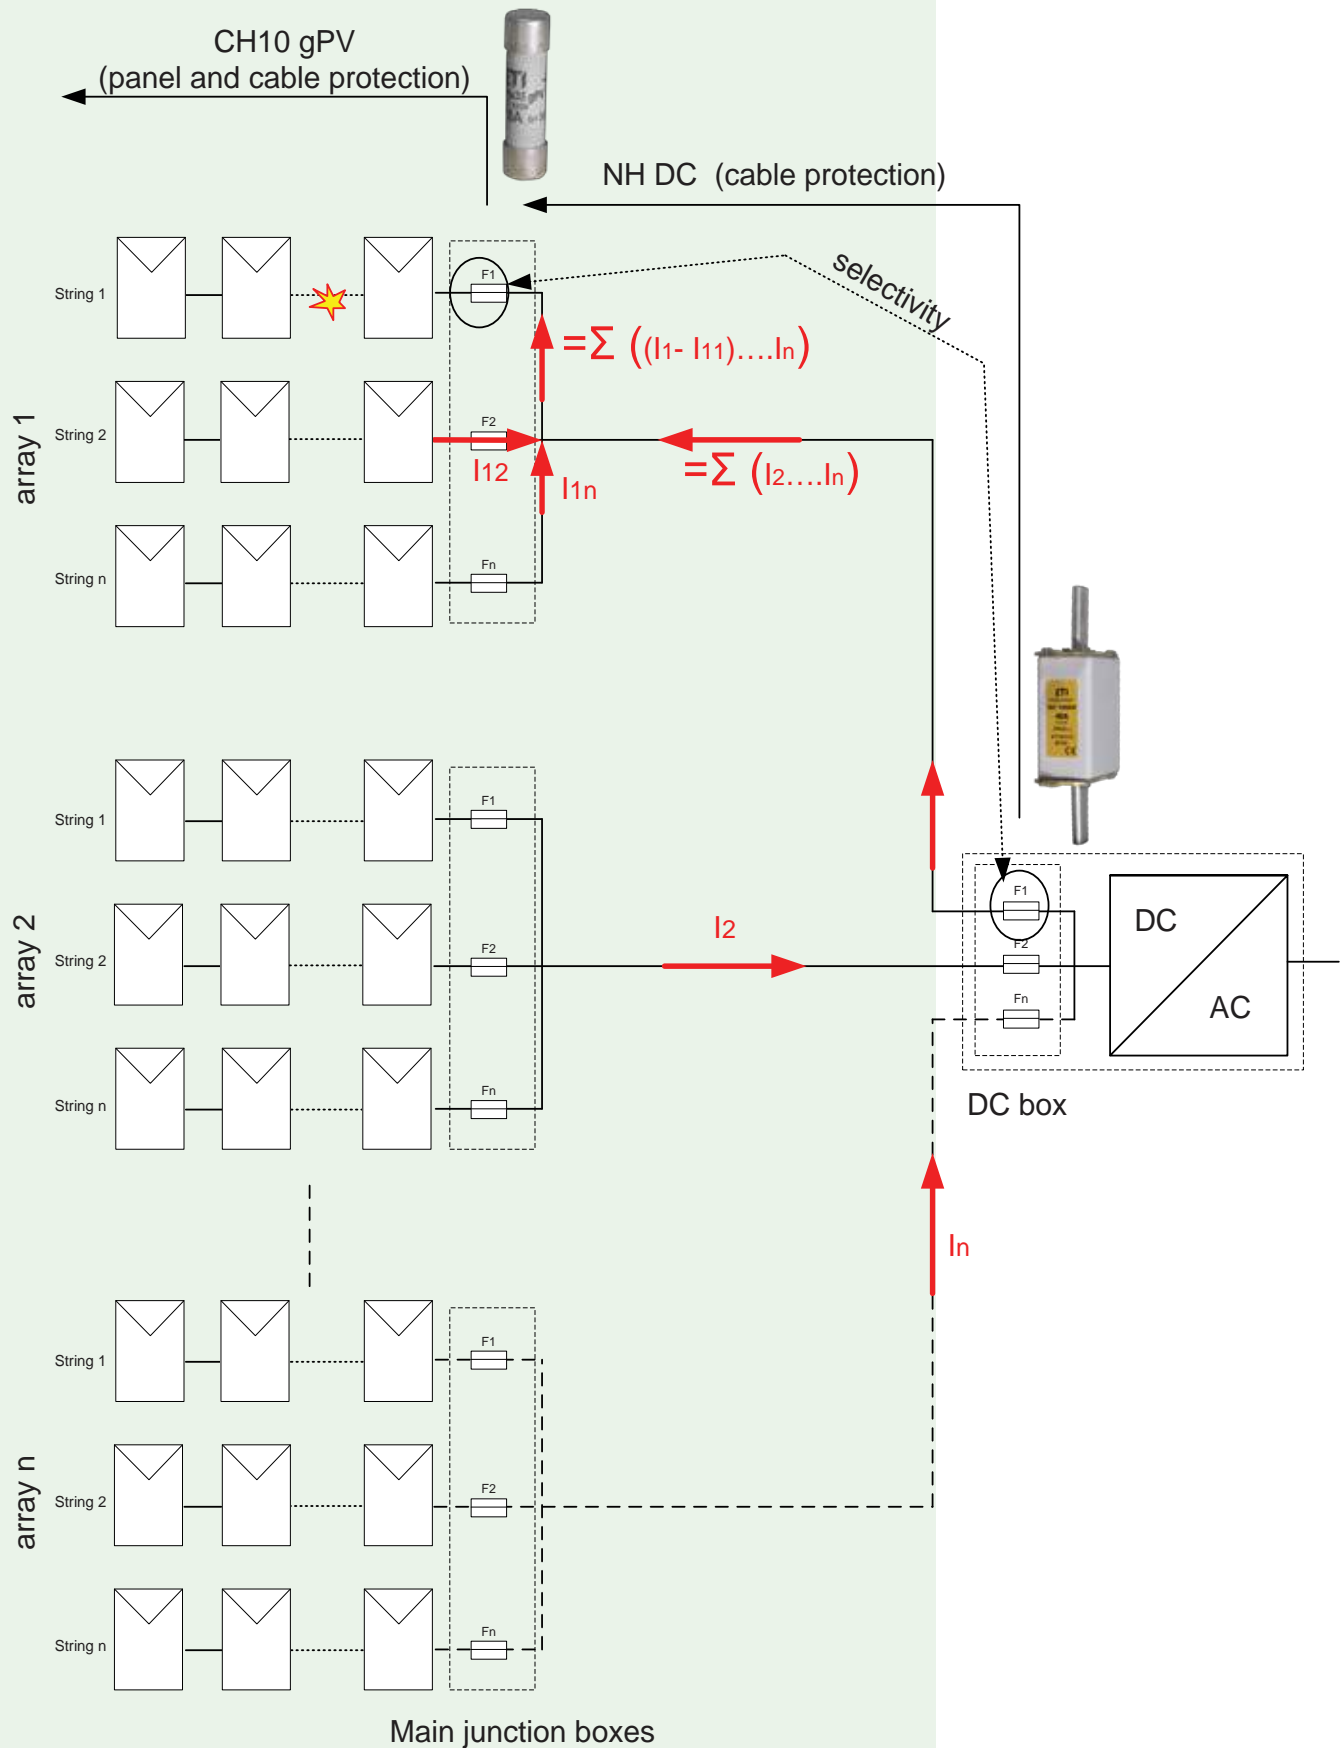 CH10 gPV
(panel and cable protection)
ETI
gPV
NH DC (cable protection)
selectivity
array 1
String 1
F1
=Σ ((I1- I11)....In)
String 2
F2
I12
I1n
=Σ (I2....In)
String n
Fn
ETI
array 2
String 1
F1
String 2
F2
I2
String n
Fn
F1
F2
Fn
DC
AC
DC box
In
array n
String 1
F1
String 2
F2
String n
Fn
Main junction boxes